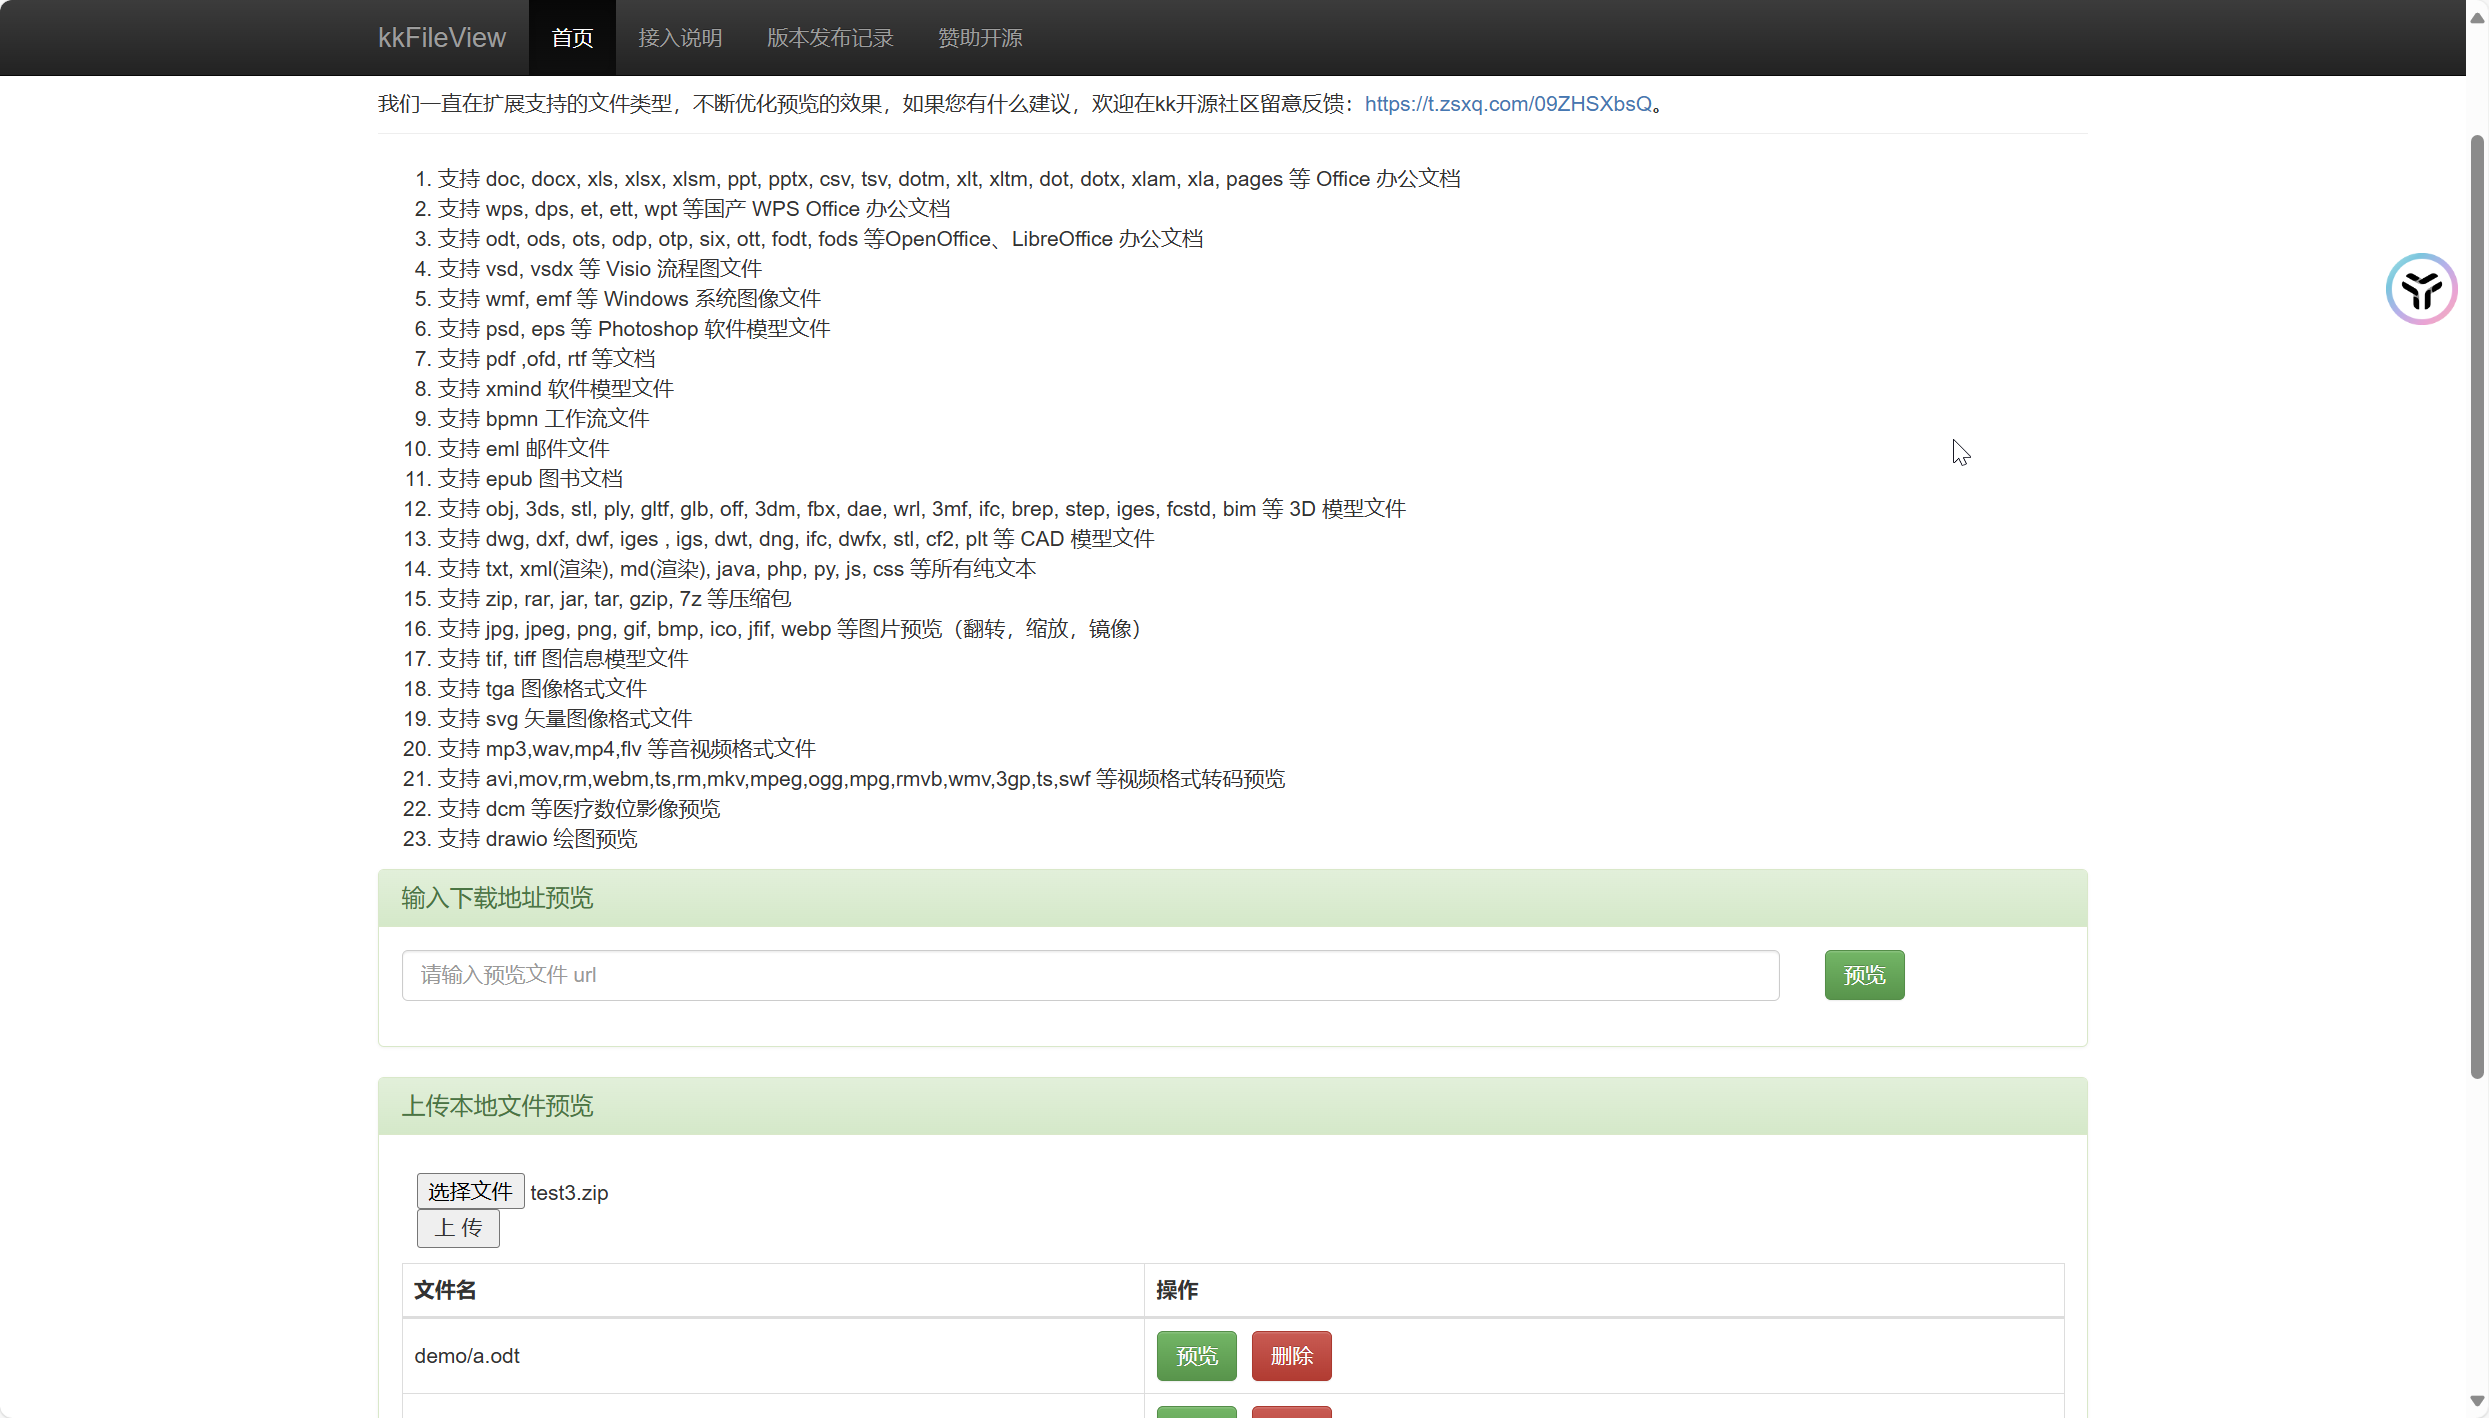 kkFileView 首页 接入说明 版本发布记录 赞助开源
我们一直在扩展支持的文件类型，不断优化预览的效果，如果您有什么建议，欢迎在kk开源社区留意反馈：https://t.zsxq.com/09ZHSXbsQ。
1. 支持 doc, docx, xls, xlsx, xlsm, ppt, pptx, csv, tsv, dotm, xlt, xltm, dot, dotx, xlam, xla, pages 等 Office 办公文档
2. 支持 wps, dps, et, ett, wpt 等国产 WPS Office 办公文档
3. 支持 odt, ods, ots, odp, otp, six, ott, fodt, fods 等OpenOffice、LibreOffice 办公文档
4. 支持 vsd, vsdx 等 Visio 流程图文件
5. 支持 wmf, emf 等 Windows 系统图像文件
6. 支持 psd, eps 等 Photoshop 软件模型文件
7. 支持 pdf ,ofd, rtf 等文档
8. 支持 xmind 软件模型文件
9. 支持 bpmn 工作流文件
10. 支持 eml 邮件文件
11. 支持 epub 图书文档
12. 支持 obj, 3ds, stl, ply, gltf, glb, off, 3dm, fbx, dae, wrl, 3mf, ifc, brep, step, iges, fcstd, bim 等 3D 模型文件
13. 支持 dwg, dxf, dwf, iges , igs, dwt, dng, ifc, dwfx, stl, cf2, plt 等 CAD 模型文件
14. 支持 txt, xml(渲染), md(渲染), java, php, py, js, css 等所有纯文本
15. 支持 zip, rar, jar, tar, gzip, 7z 等压缩包
16. 支持 jpg, jpeg, png, gif, bmp, ico, jfif, webp 等图片预览（翻转，缩放，镜像）
17. 支持 tif, tiff 图信息模型文件
18. 支持 tga 图像格式文件
19. 支持 svg 矢量图像格式文件
20. 支持 mp3,wav,mp4,flv 等音视频格式文件
21. 支持 avi,mov,rm,webm,ts,rm,mkv,mpeg,ogg,mpg,rmvb,wmv,3gp,ts,swf 等视频格式转码预览
22. 支持 dcm 等医疗数位影像预览
23. 支持 drawio 绘图预览
输入下载地址预览
请输入预览文件 url 预览
上传本地文件预览
选择文件 test3.zip
上 传
文件名 操作
demo/a.odt 预览 删除